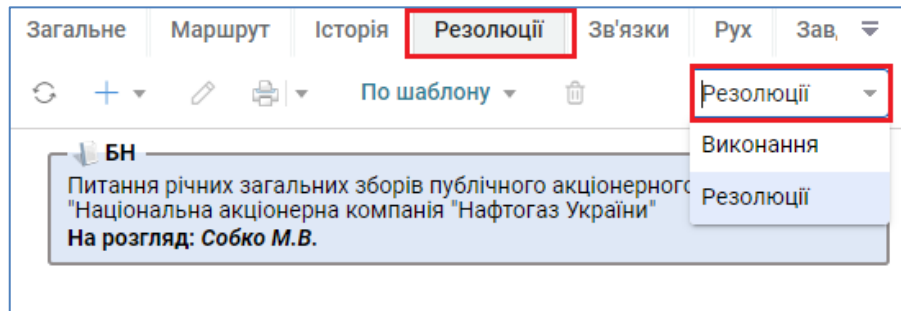 Загальне Маршрут Історія Резолюції Зв'язки Рух Зав,
По шаблону Резолюції
Виконання
Резолюції
БН
Питання річних загальних зборів публічного акціонерного
"Національна акціонерна компанія "Нафтогаз України"
На розгляд: Собко М.В.